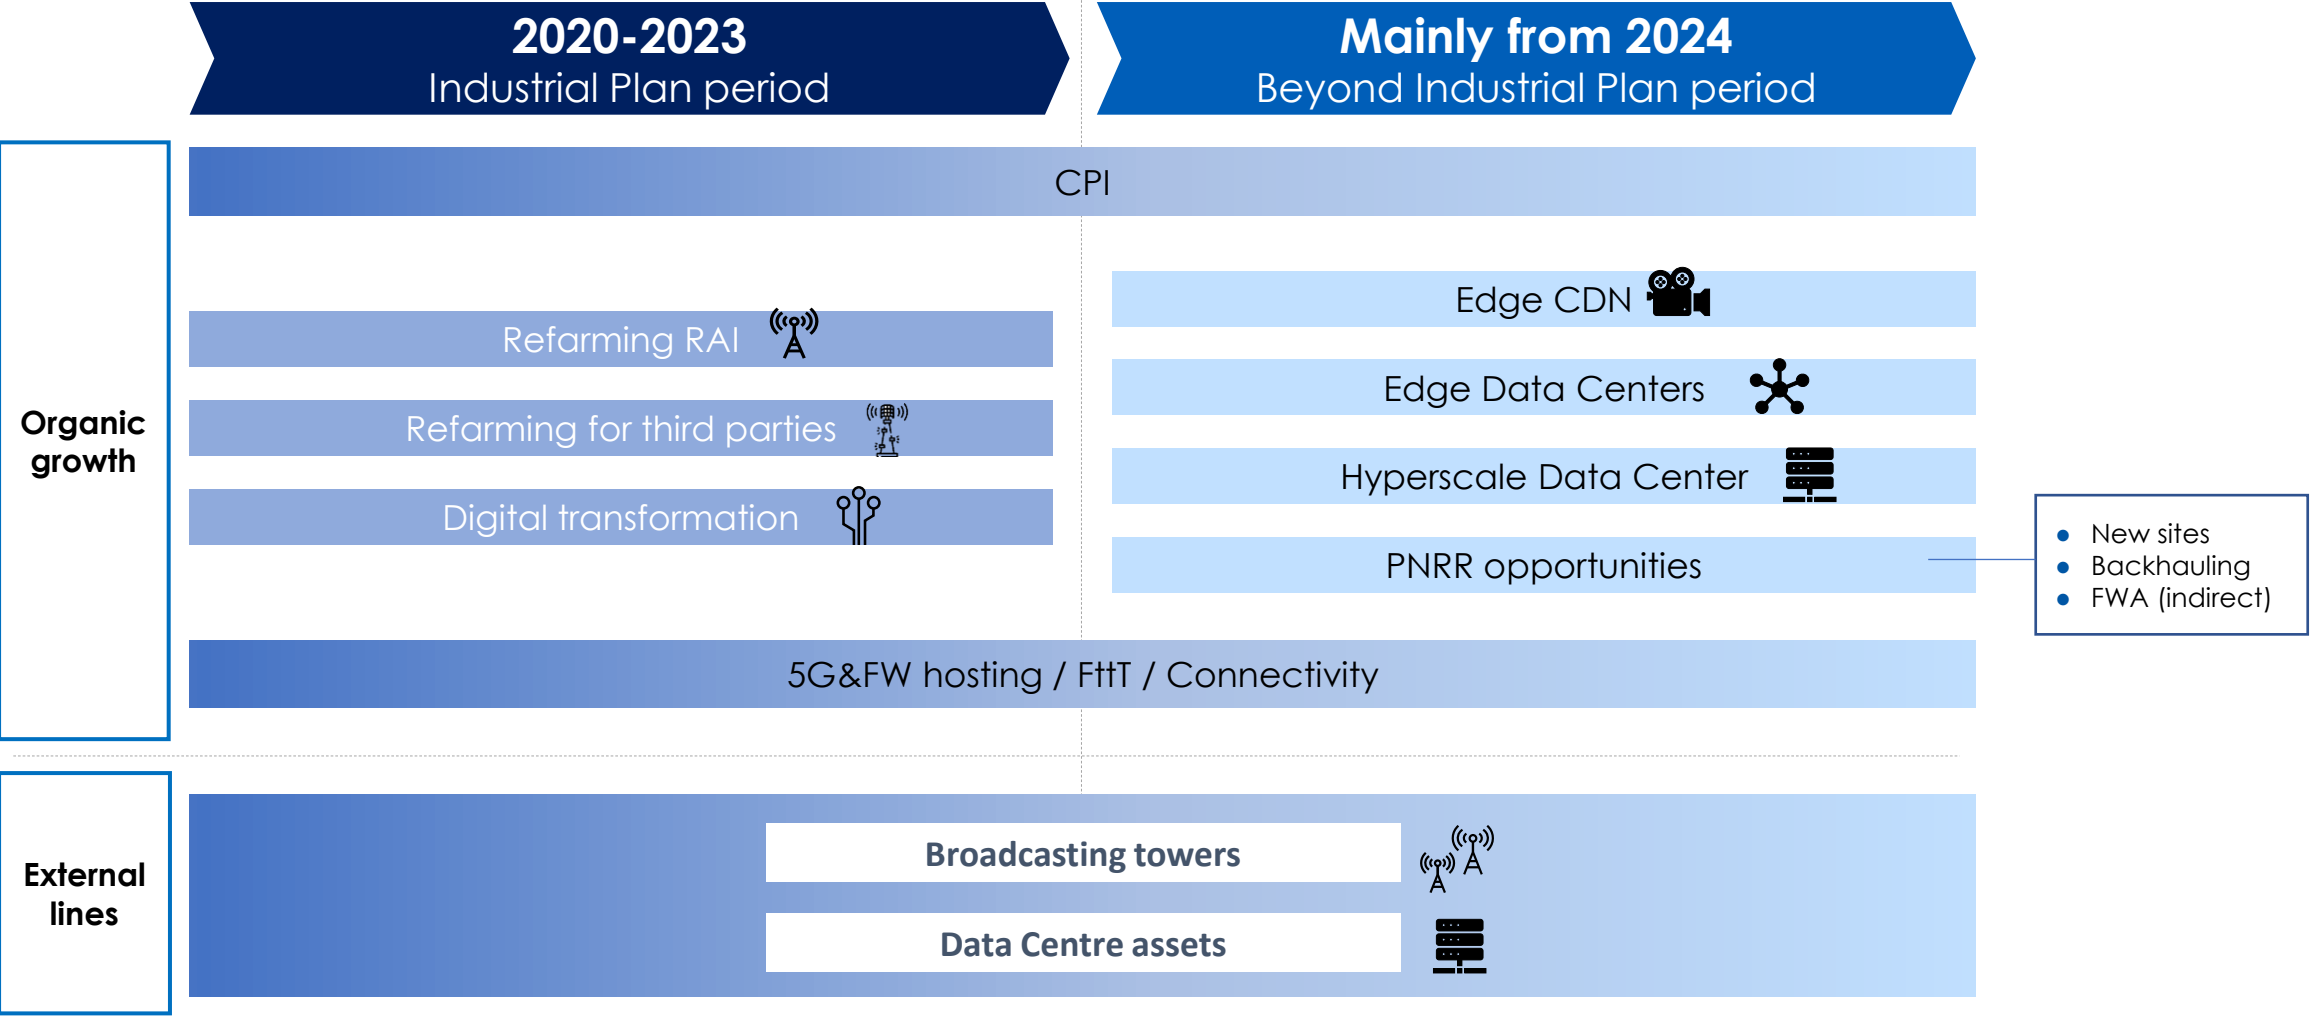 2020-2023
Industrial Plan period
Mainly from 2024
Beyond Industrial Plan period
Organic
growth
CPI
Refarming RAI
Refarming for third parties
Digital transformation
Edge CDN
Edge Data Centers
Hyperscale Data Center
PNRR opportunities
● New sites
● Backhauling
● FWA (indirect)
5G&FW hosting / FttT / Connectivity
External
lines
Broadcasting towers
Data Centre assets